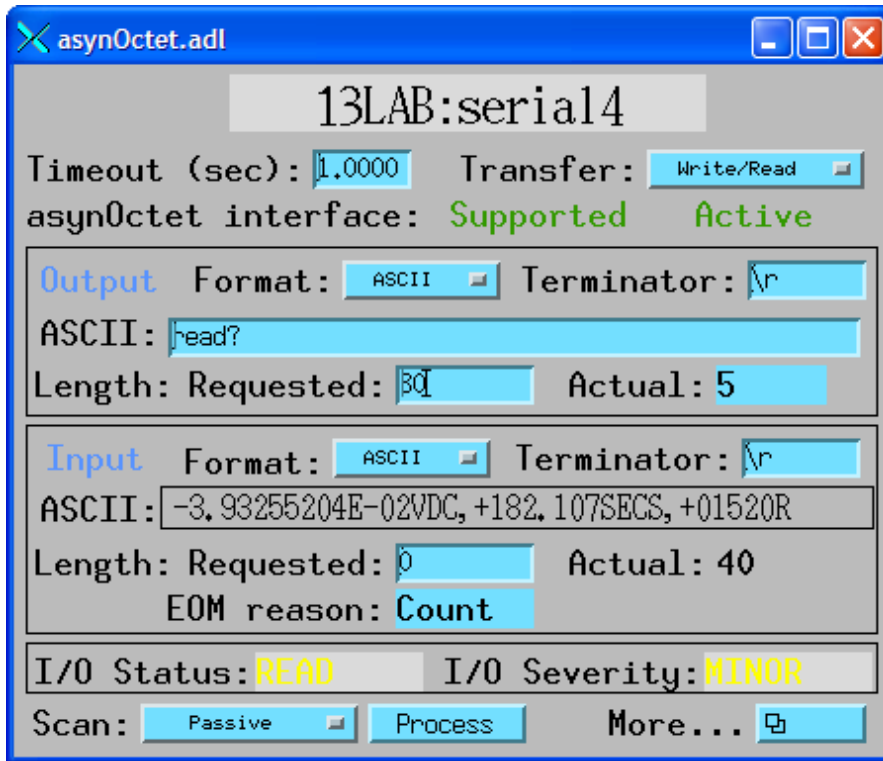 asynOctet.adl
13LAB:serial4
Timeout (sec): 1.0000 Transfer: Write/Read
asynOctet interface: Supported Active
Output Format: ASCII Terminator: \r
ASCII: read?
Length: Requested: 80 Actual: 5
Input Format: ASCII Terminator: \r
ASCII: -3.93255204E-02VDC,+182.107SECS,+01520R
Length: Requested: 0 Actual: 40
EOM reason: Count
I/O Status: READ I/O Severity: MINOR
Scan: Passive Process More...